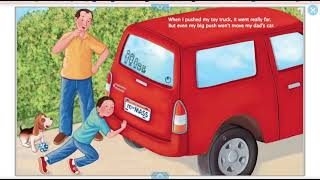 When I pushed my toy truck, it went really far.
But even my big push won't move my dad's car.